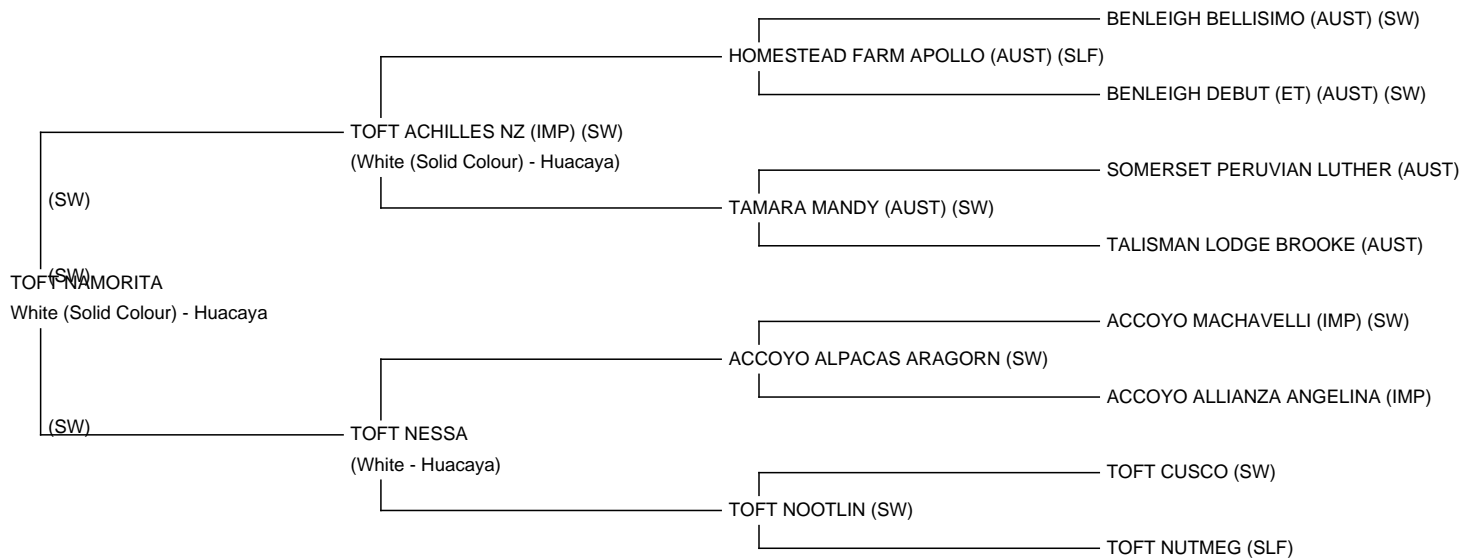 BENLEIGH BELLISIMO (AUST) (SW)
HOMESTEAD FARM APOLLO (AUST) (SLF)
BENLEIGH DEBUT (ET) (AUST) (SW)
TOFT ACHILLES NZ (IMP) (SW)
(White (Solid Colour) - Huacaya)
SOMERSET PERUVIAN LUTHER (AUST)
(SW)
TAMARA MANDY (AUST) (SW)
TALISMAN LODGE BROOKE (AUST)
(SW)
TOFT NAMORITA
White (Solid Colour) - Huacaya
ACCOYO MACHAVELLI (IMP) (SW)
ACCOYO ALPACAS ARAGORN (SW)
ACCOYO ALLIANZA ANGELINA (IMP)
(SW)
TOFT NESSA
(White - Huacaya)
TOFT CUSCO (SW)
TOFT NOOTLIN (SW)
TOFT NUTMEG (SLF)